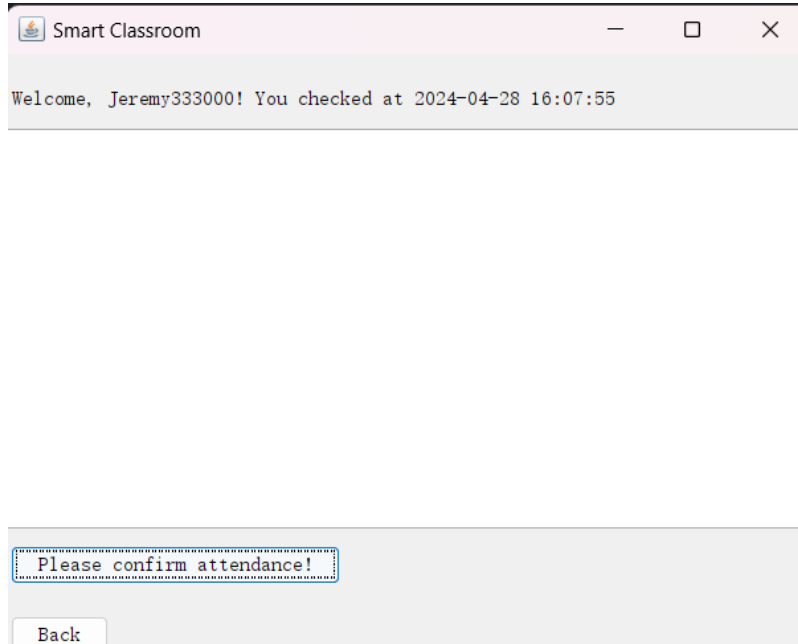 Smart Classroom
Welcome, Jeremy333000! You checked at 2024-04-28 16:07:55
Please confirm attendance!
Back